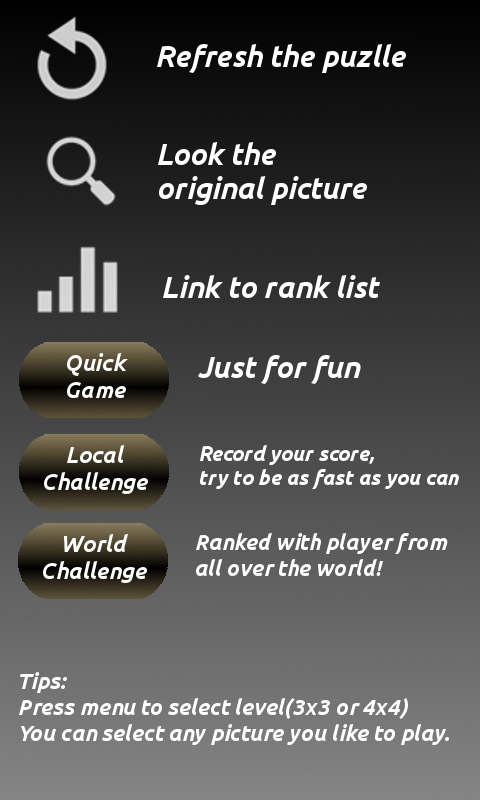 Refresh the puzlle
Look the
original picture
Link to rank list
Quick
Game
Just for fun
Local
Challenge
Record your score,
try to be as fast as you can
World
Challenge
Ranked with player from
all over the world!
Tips:
Press menu to select level(3x3 or 4x4)
You can select any picture you like to play.